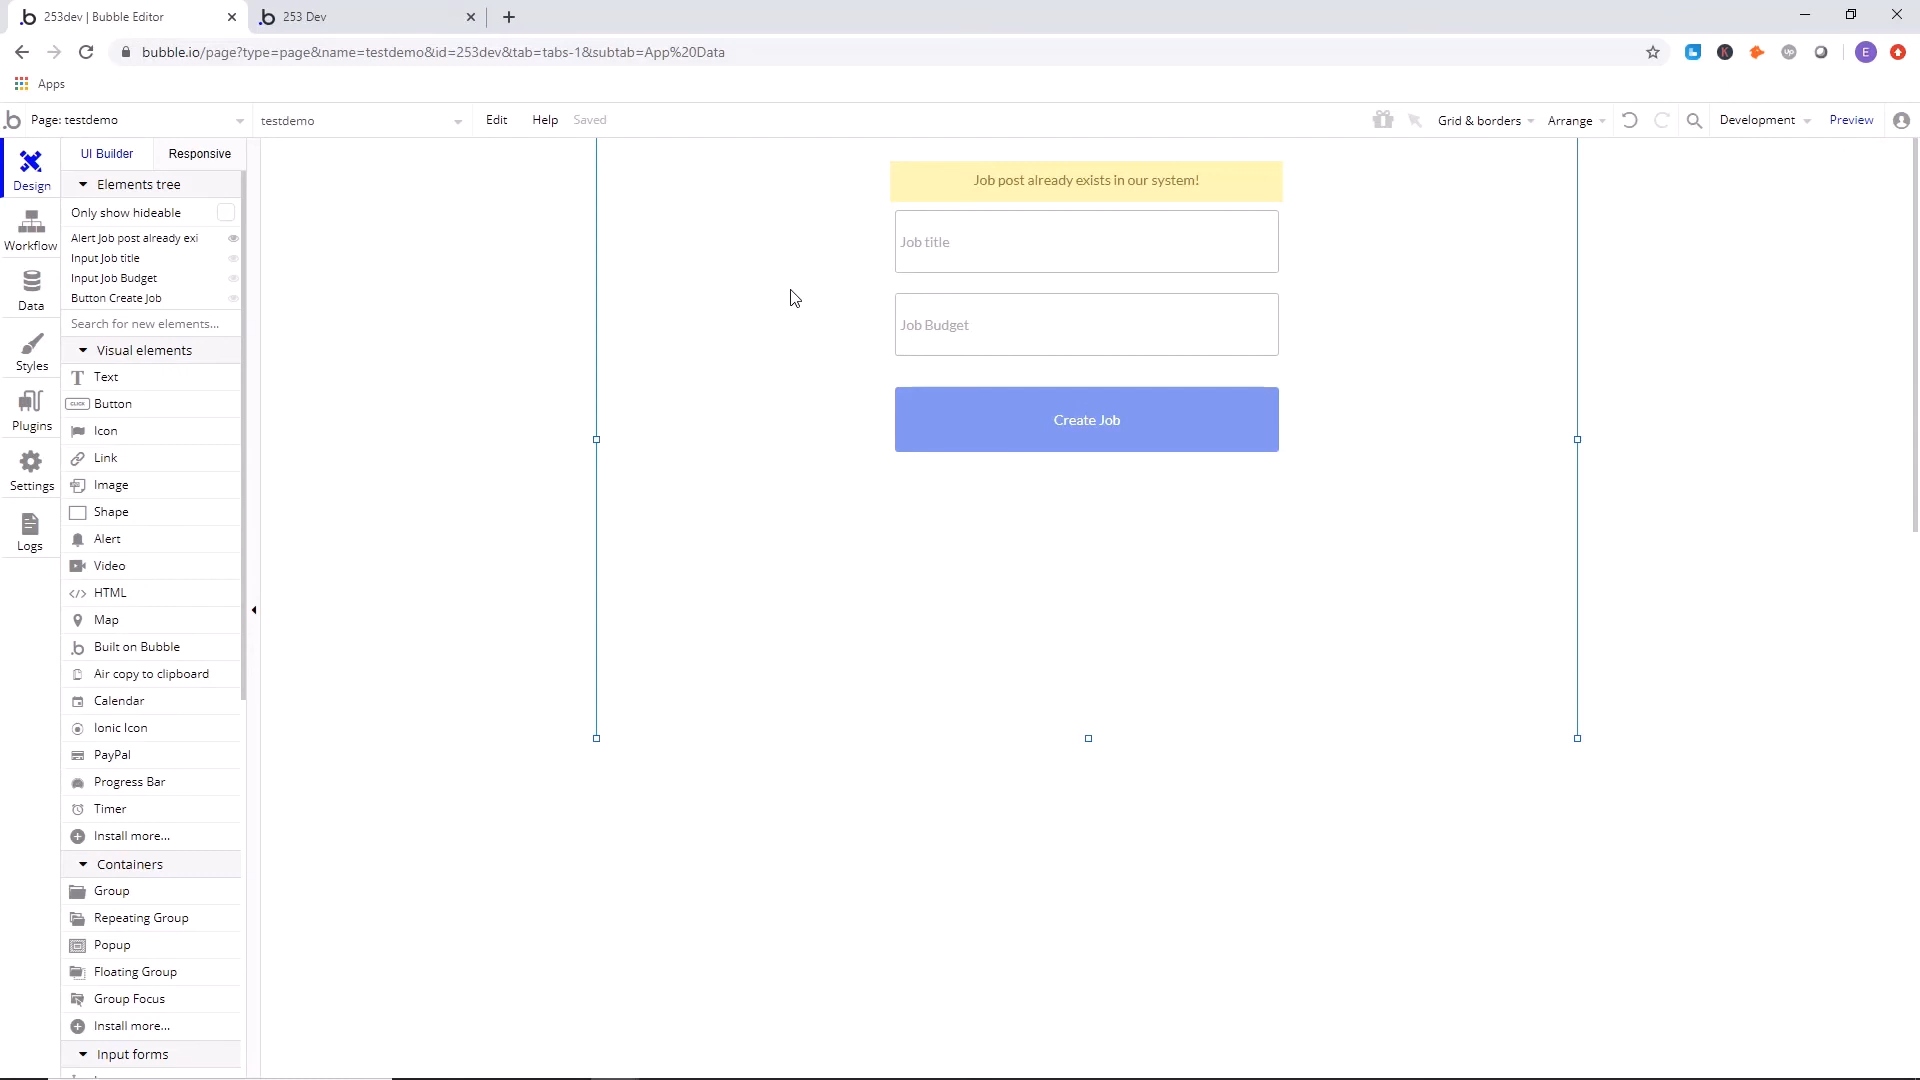 253dev | Bubble Editor
253 Dev
bubble.io/page?type=page&name=testdemo&id=253dev&tab=tabs-1&subtab=App%20Data
E
Apps
Page: testdemo
testdemo
Edit
Help
Saved
Grid & borders
Arrange
Development
Preview
Design
Workflow
Data
Styles
Plugins
Settings
Logs
UI Builder
Responsive
Elements tree
Only show hideable
Alert Job post already exi
Input Job title
Input Job Budget
Button Create Job
Search for new elements...
Visual elements
Text
CLICK Button
Icon
Link
Image
Shape
Alert
Video
HTML
Map
Built on Bubble
Air copy to clipboard
Calendar
Ionic Icon
PayPal
Progress Bar
Timer
Install more...
Containers
Group
Repeating Group
Popup
Floating Group
Group Focus
Install more...
Input forms
Job post already exists in our system!
Job title
Job Budget
Create Job